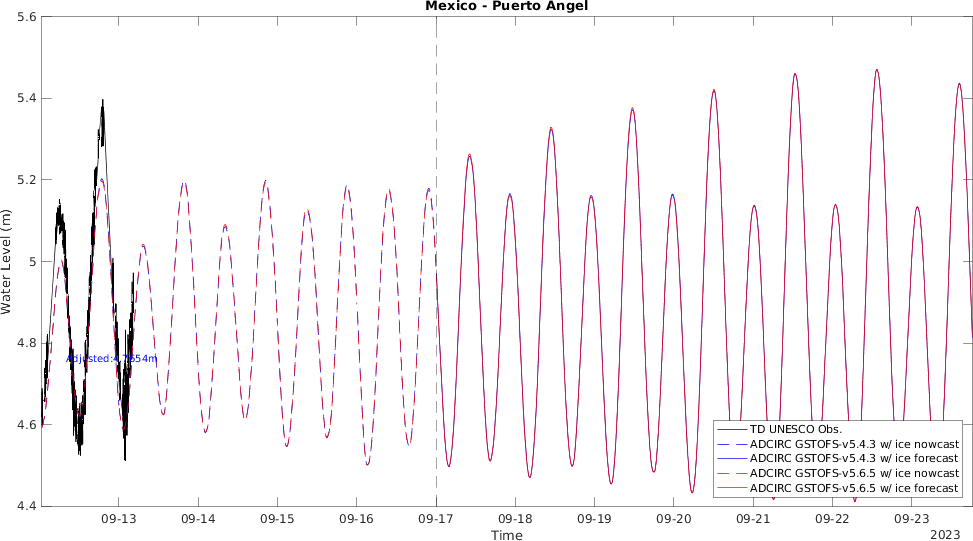 Mexico - Puerto Angel
Water Level (m)
5.6
5.4
5.2
5
4.8
4.6
4.4
Adjusted:4.7654m
TD UNESCO Obs.
ADCIRC GSTOFS-v5.4.3 w/ ice nowcast
ADCIRC GSTOFS-v5.4.3 w/ ice forecast
ADCIRC GSTOFS-v5.6.5 w/ ice nowcast
ADCIRC GSTOFS-v5.6.5 w/ ice forecast
09-13 09-14 09-15 09-16 09-17 09-18 09-19 09-20 09-21 09-22 09-23
Time
2023